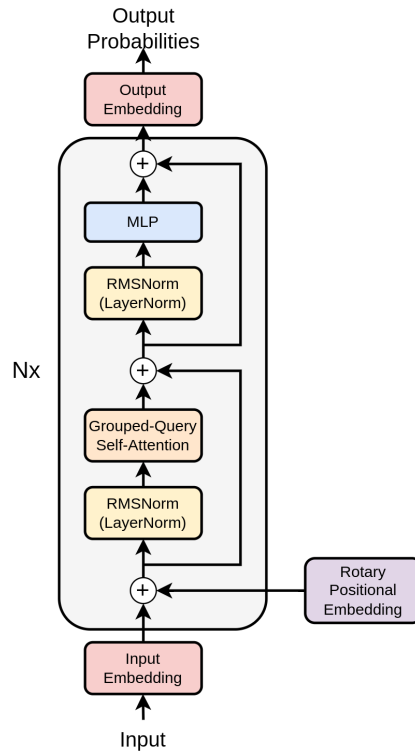 Output
Probabilities
Output
Embedding
+
MLP
RMSNorm
(LayerNorm)
Nx
+
Grouped-Query
Self-Attention
RMSNorm
(LayerNorm)
+
Rotary
Positional
Embedding
Input
Embedding
Input